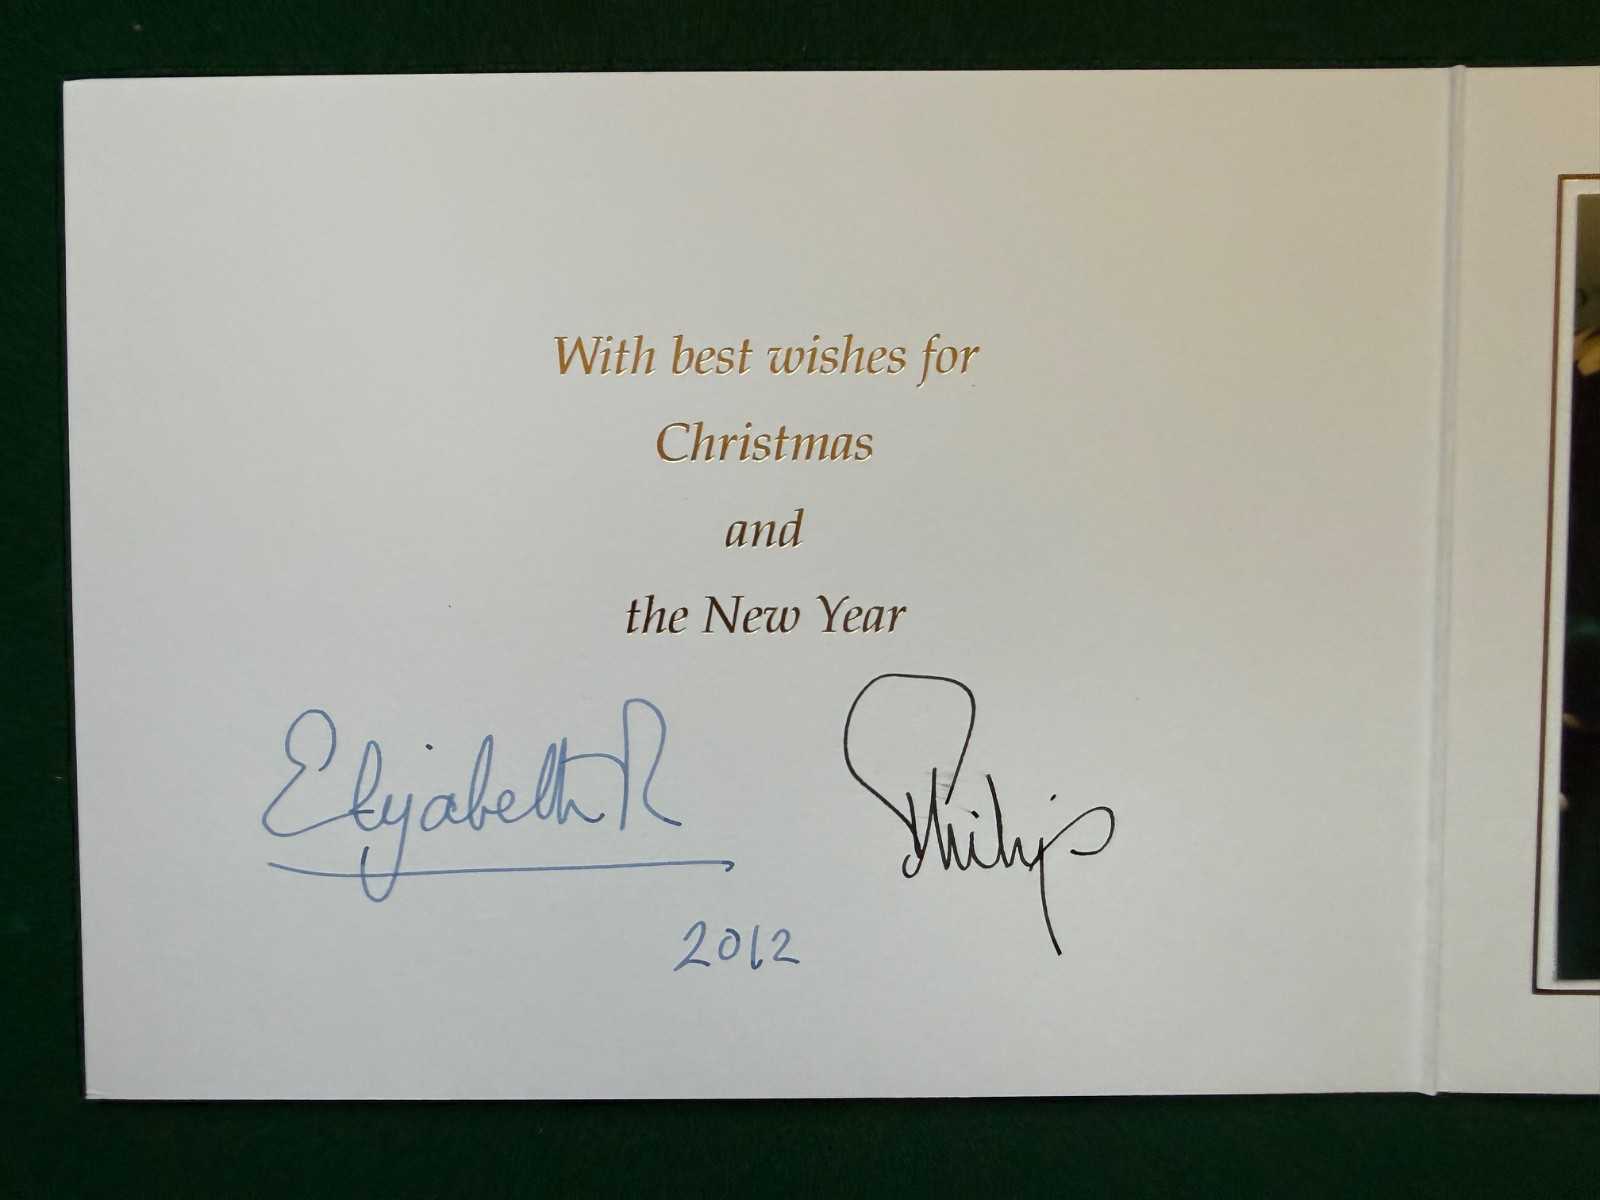 With best wishes for
Christmas
and
the New Year
Elizabeth R
Philip
2012